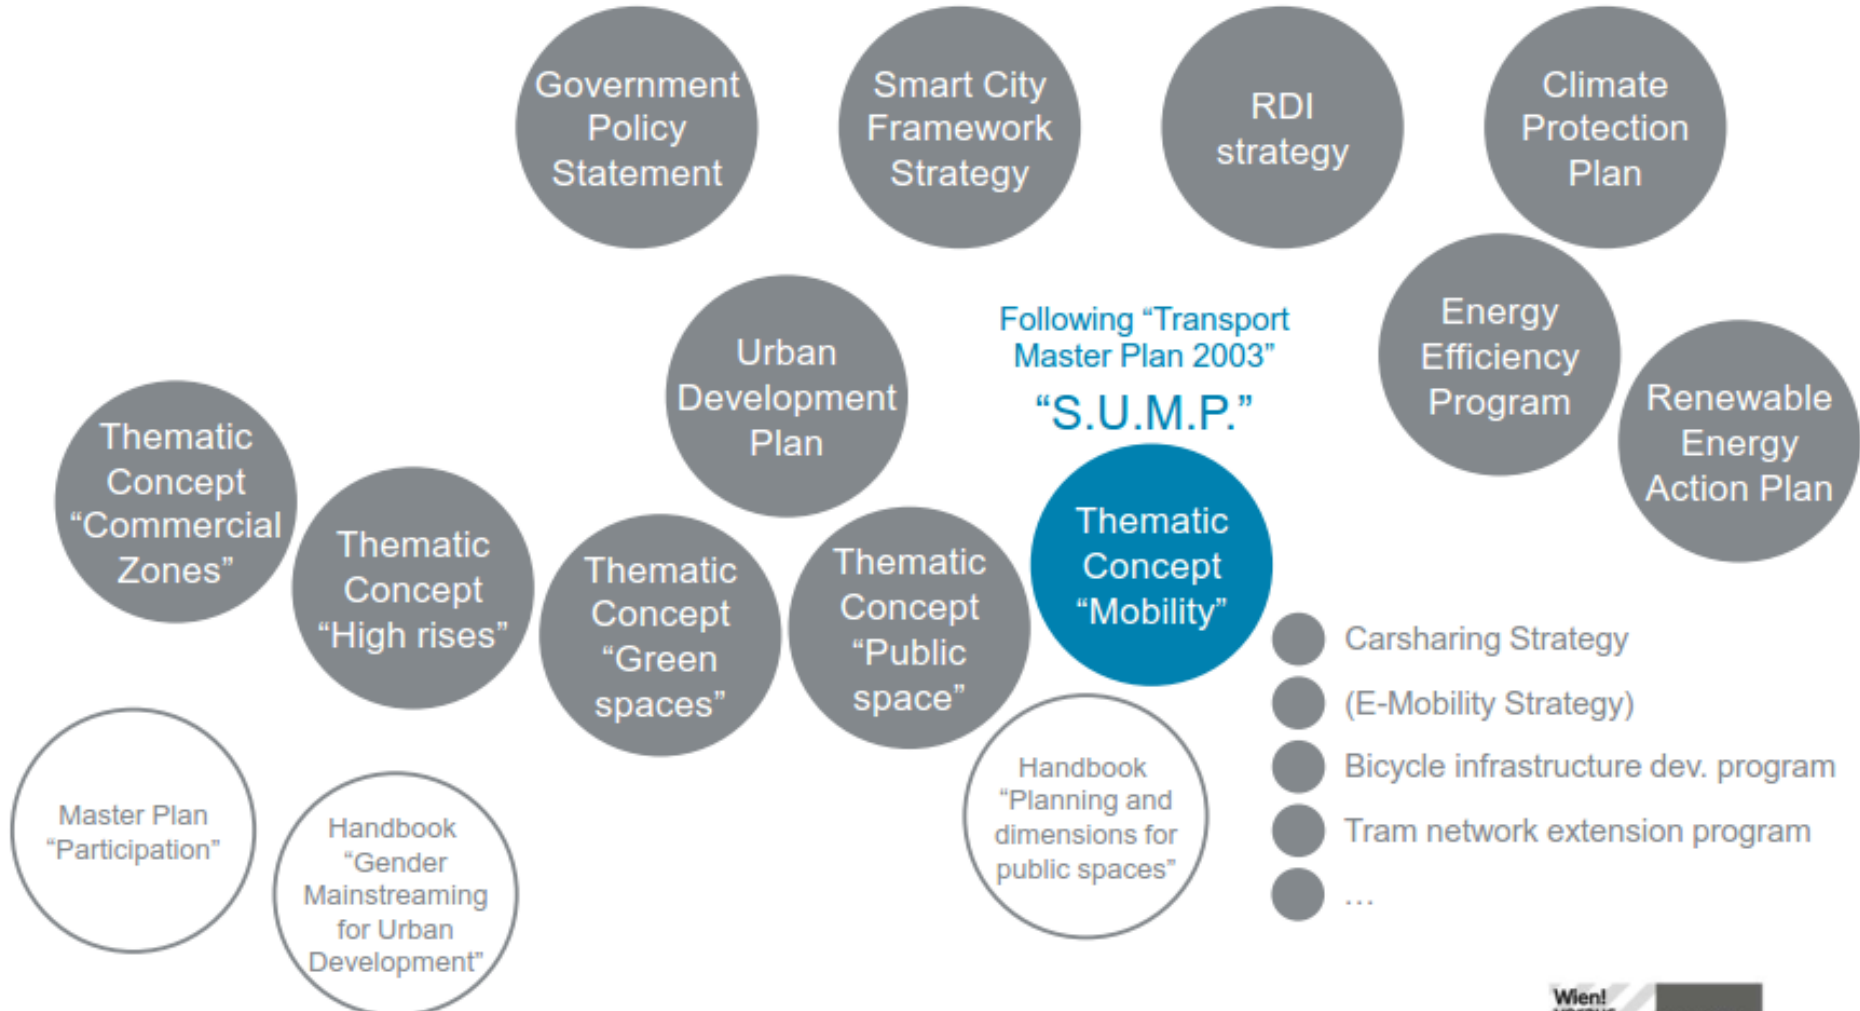 Government
Policy
Statement
Smart City
Framework
Strategy
RDI
strategy
Climate
Protection
Plan
Urban
Development
Plan
Following “Transport
Master Plan 2003”
“S.U.M.P.”
Energy
Efficiency
Program
Renewable
Energy
Action Plan
Thematic
Concept
“Commercial
Zones”
Thematic
Concept
“High rises”
Thematic
Concept
“Green
spaces”
Thematic
Concept
“Public
space”
Thematic
Concept
“Mobility”
Carsharing Strategy
(E-Mobility Strategy)
Bicycle infrastructure dev. program
Tram network extension program
…
Master Plan
“Participation”
Handbook
“Gender
Mainstreaming
for Urban
Development”
Handbook
“Planning and
dimensions for
public spaces”
Wien!